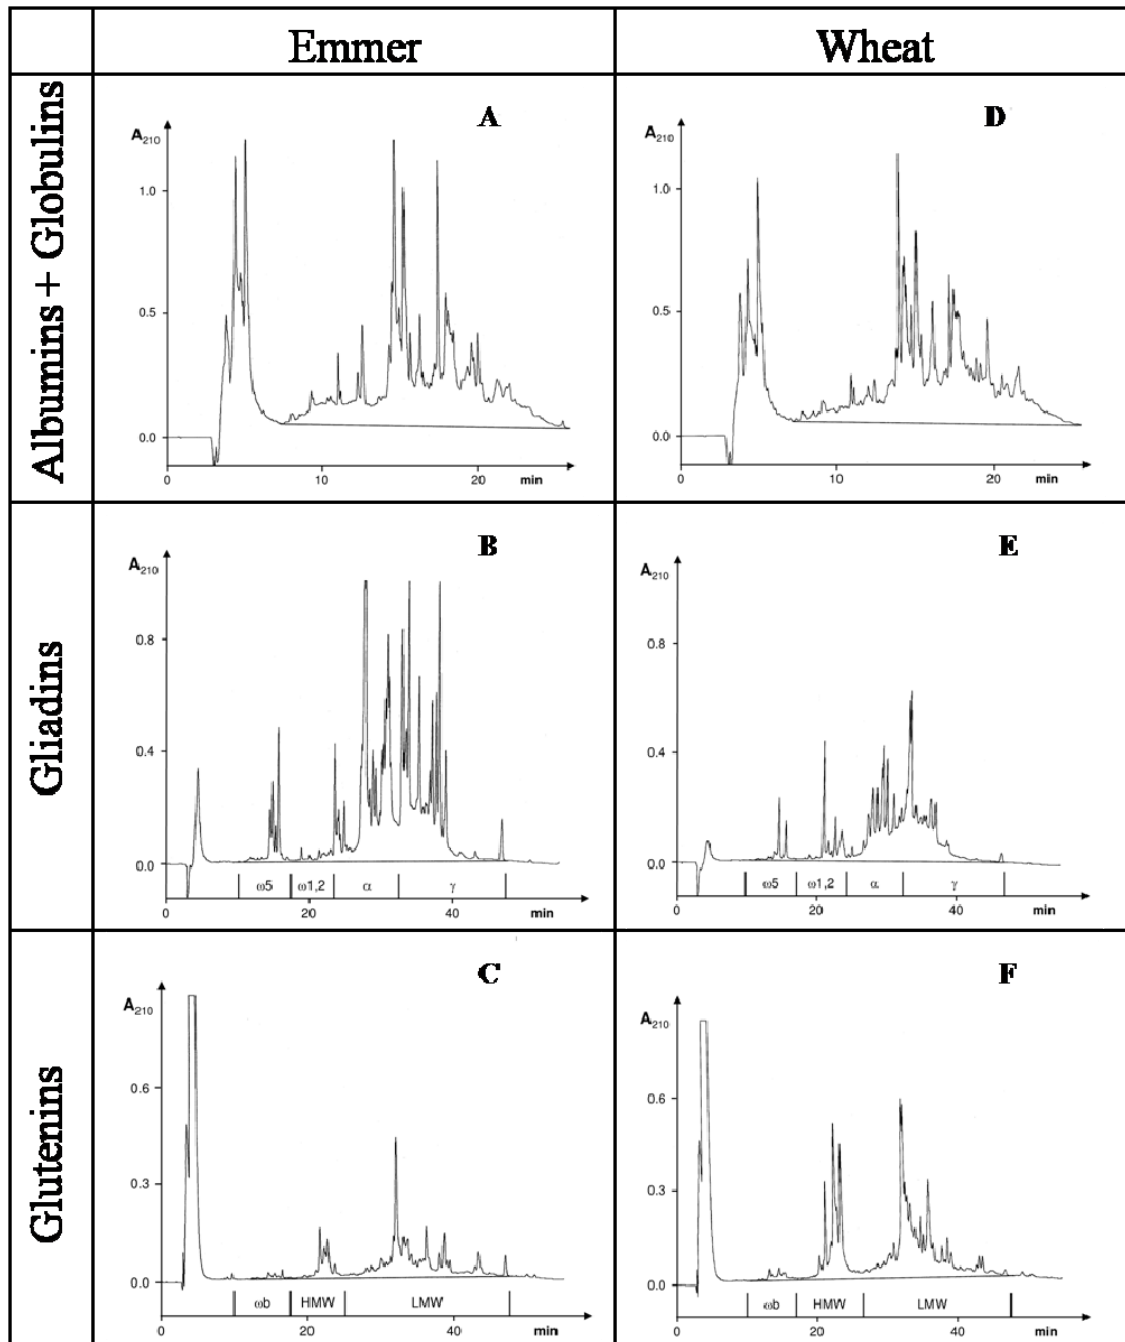 Emmer
Wheat
Albumins + Globulins
A
A210
1.0
0.5
0.0
0
10
20
min
D
A210
1.0
0.5
0.0
0
10
20
min
Gliadins
B
A210
0.8
0.4
0.0
ω5
ω1,2
α
γ
0
20
40
min
E
A210
0.8
0.4
0.0
ω5
ω1,2
α
γ
0
20
40
min
Glutenins
C
A210
0.6
0.3
0.0
ωb
HMW
LMW
0
20
40
min
F
A210
0.6
0.3
0.0
ωb
HMW
LMW
0
20
40
min